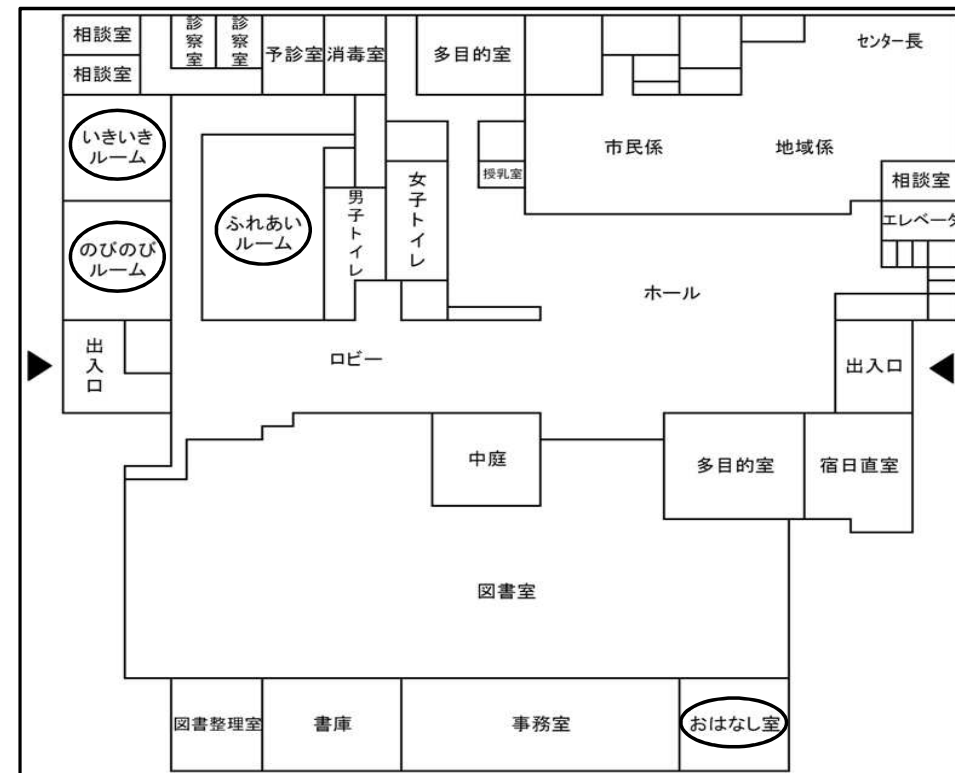 相談室
診察室
診察室
予診室
消毒室
多目的室
センター長
相談室
いきいき
ルーム
市民係
地域係
授乳室
相談室
女子トイレ
男子トイレ
ふれあい
ルーム
エレベータ
のびのび
ルーム
ホール
出入口
ロビー
出入口
中庭
多目的室
宿日直室
図書室
図書整理室
書庫
事務室
おはなし室